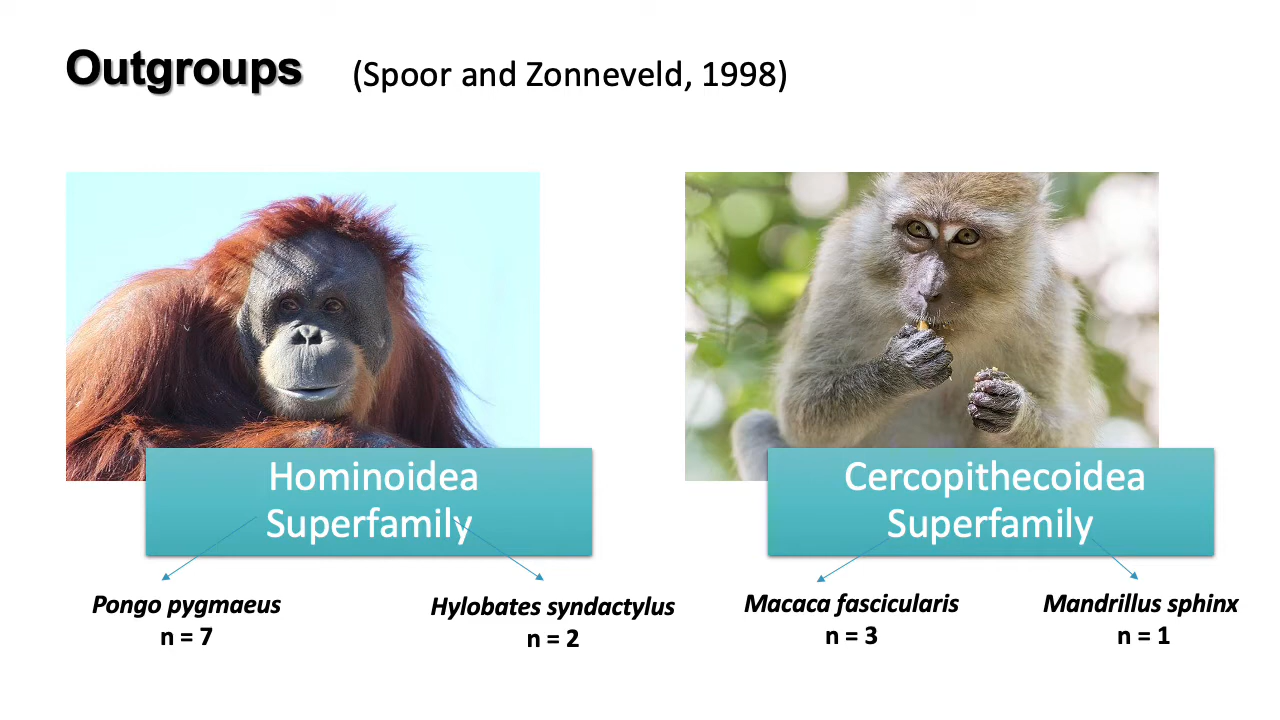 Outgroups (Spoor and Zonneveld, 1998)
Hominoidea
Superfamily
Cercopithecoidea
Superfamily
Pongo pygmaeus
n = 7
Hylobates syndactylus
n = 2
Macaca fascicularis
n = 3
Mandrillus sphinx
n = 1